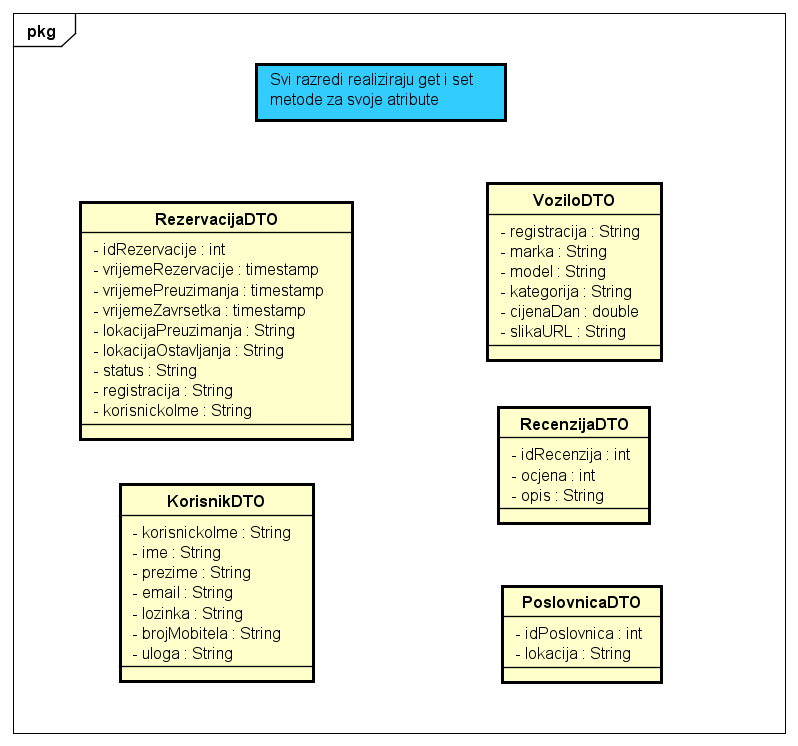 pkg
Svi razredi realiziraju get i set
metode za svoje atribute
RezervacijaDTO
- idRezervacije : int
- vrijemeRezervacije : timestamp
- vrijemePreuzimanja : timestamp
- vrijemeZavrsetka : timestamp
- lokacijaPreuzimanja : String
- lokacijaOstavljanja : String
- status : String
- registracija : String
- korisnickoIme : String
VoziloDTO
- registracija : String
- marka : String
- model : String
- kategorija : String
- cijenaDan : double
- slikaURL : String
RecenzijaDTO
- idRecenzija : int
- ocjena : int
- opis : String
KorisnikDTO
- korisnickoIme : String
- ime : String
- prezime : String
- email : String
- lozinka : String
- brojMobitela : String
- uloga : String
PoslovnicaDTO
- idPoslovnica : int
- lokacija : String